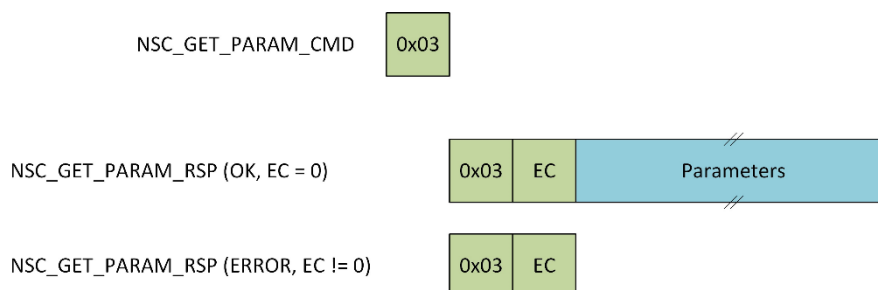 NSC_GET_PARAM_CMD 0x03
NSC_GET_PARAM_RSP (OK, EC = 0) 0x03 EC Parameters
NSC_GET_PARAM_RSP (ERROR, EC != 0) 0x03 EC